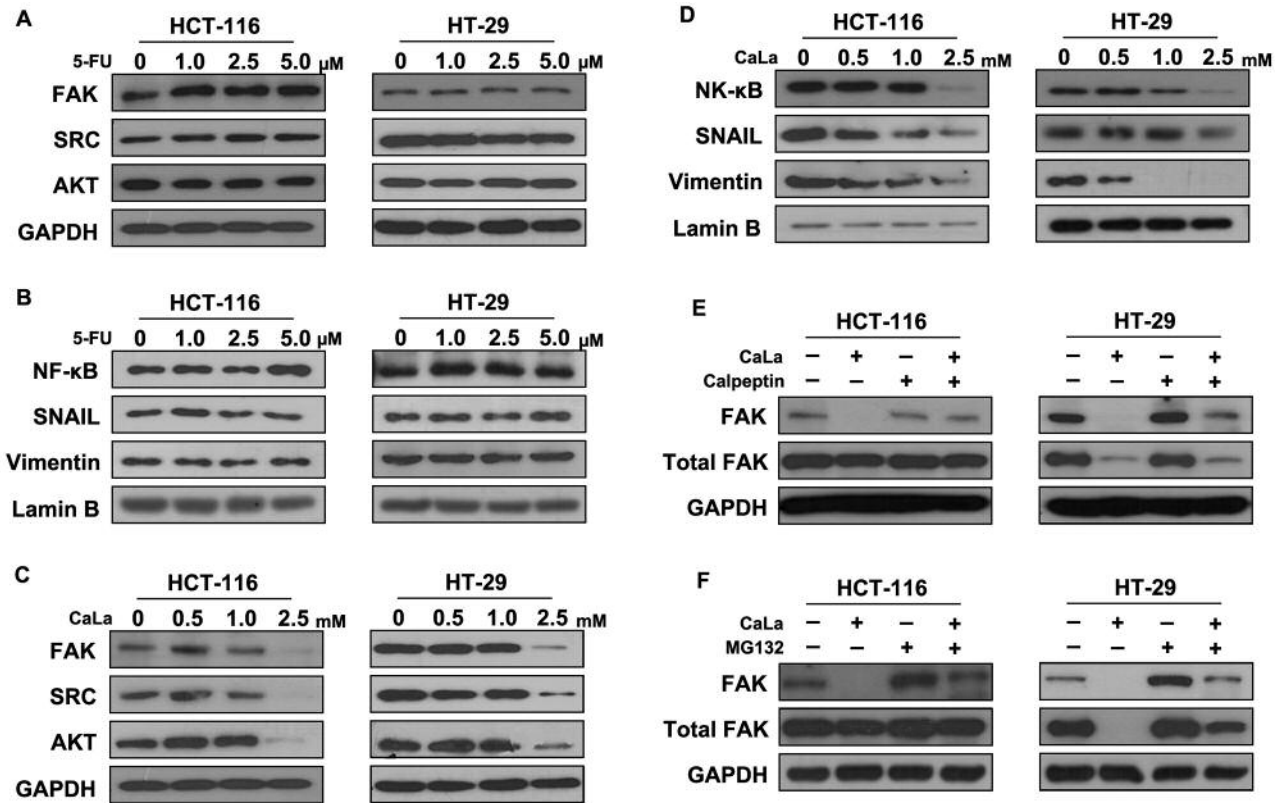 A
HCT-116 HT-29
5-FU 0 1.0 2.5 5.0 μM 0 1.0 2.5 5.0 μM
FAK
SRC
AKT
GAPDH
B
HCT-116 HT-29
5-FU 0 1.0 2.5 5.0 μM 0 1.0 2.5 5.0 μM
NF-κB
SNAIL
Vimentin
Lamin B
C
HCT-116 HT-29
CaLa 0 0.5 1.0 2.5 mM 0 0.5 1.0 2.5 mM
FAK
SRC
AKT
GAPDH
D
HCT-116 HT-29
CaLa 0 0.5 1.0 2.5 mM 0 0.5 1.0 2.5 mM
NK-κB
SNAIL
Vimentin
Lamin B
E
HCT-116 HT-29
CaLa − + − + − + − +
Calpeptin − − + + − − + +
FAK
Total FAK
GAPDH
F
HCT-116 HT-29
CaLa − + − + − + − +
MG132 − − + + − − + +
FAK
Total FAK
GAPDH